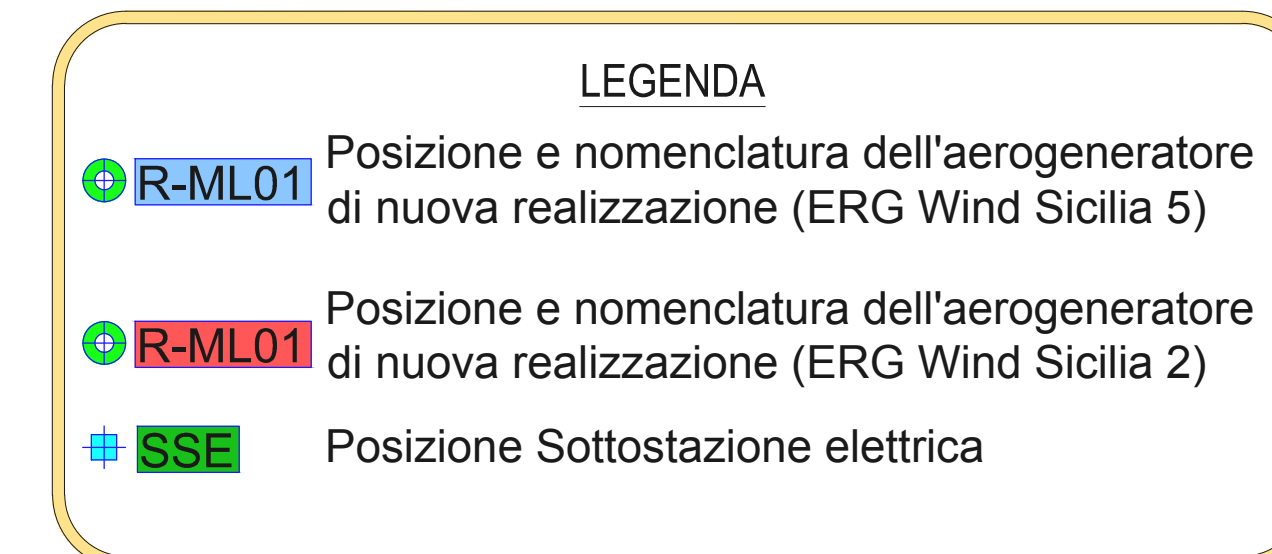 LEGENDA
R-ML01 Posizione e nomenclatura dell'aerogeneratore
di nuova realizzazione (ERG Wind Sicilia 5)
R-ML01 Posizione e nomenclatura dell'aerogeneratore
di nuova realizzazione (ERG Wind Sicilia 2)
SSE Posizione Sottostazione elettrica